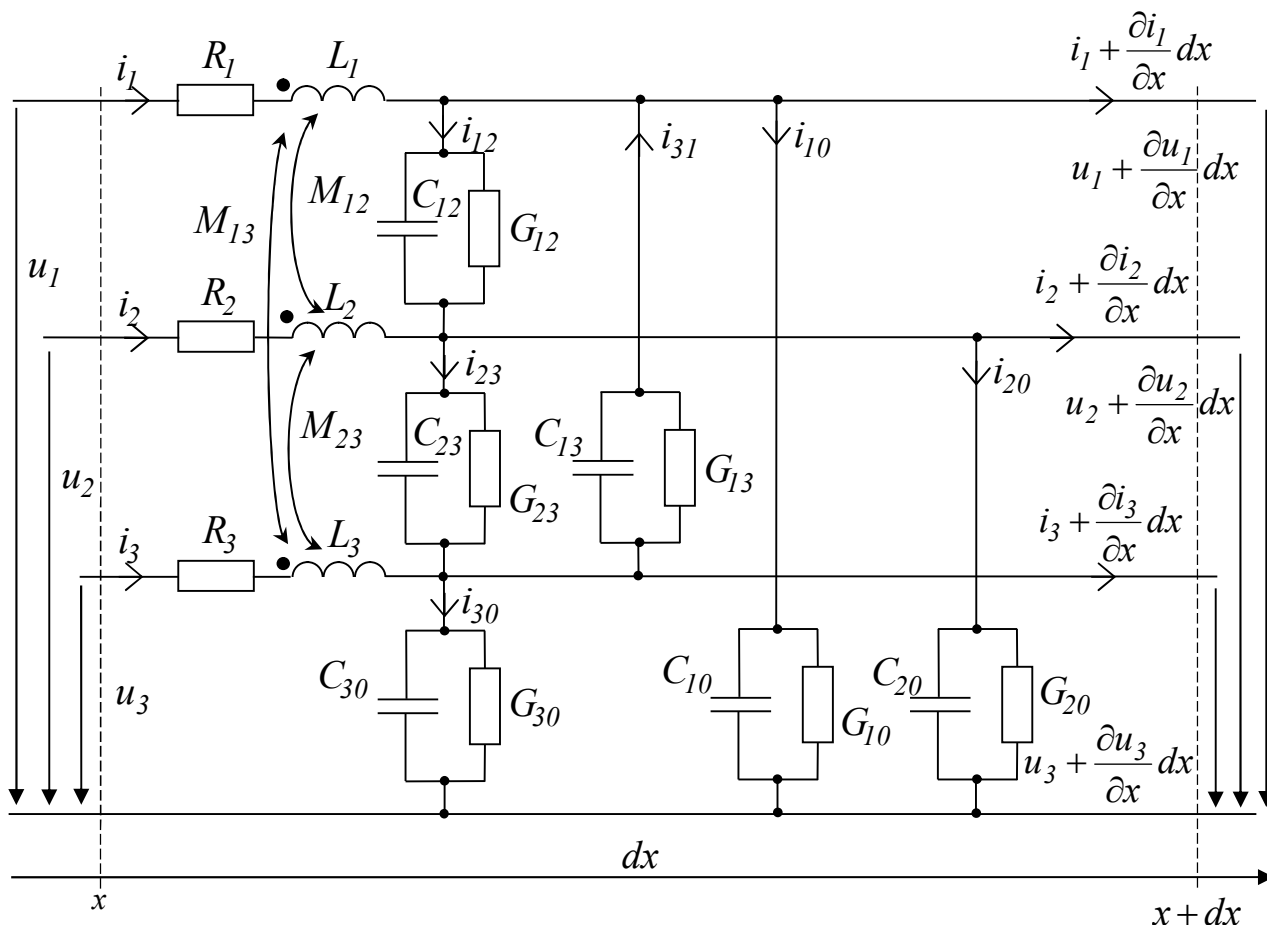 i₁ R₁ L₁ i₁ + ∂i₁/∂x dx
i₁₂ i₃₁ i₁₀
u₁ + ∂u₁/∂x dx
M₁₂ C₁₂ G₁₂
M₁₃
u₁
i₂ R₂ L₂ i₂ + ∂i₂/∂x dx
i₂₃ i₂₀
u₂ + ∂u₂/∂x dx
M₂₃ C₂₃ G₂₃ C₁₃ G₁₃
u₂
i₃ R₃ L₃ i₃ + ∂i₃/∂x dx
i₃₀
C₃₀ G₃₀ C₁₀ G₁₀ C₂₀ G₂₀
u₃
u₃ + ∂u₃/∂x dx
dx
x x + dx